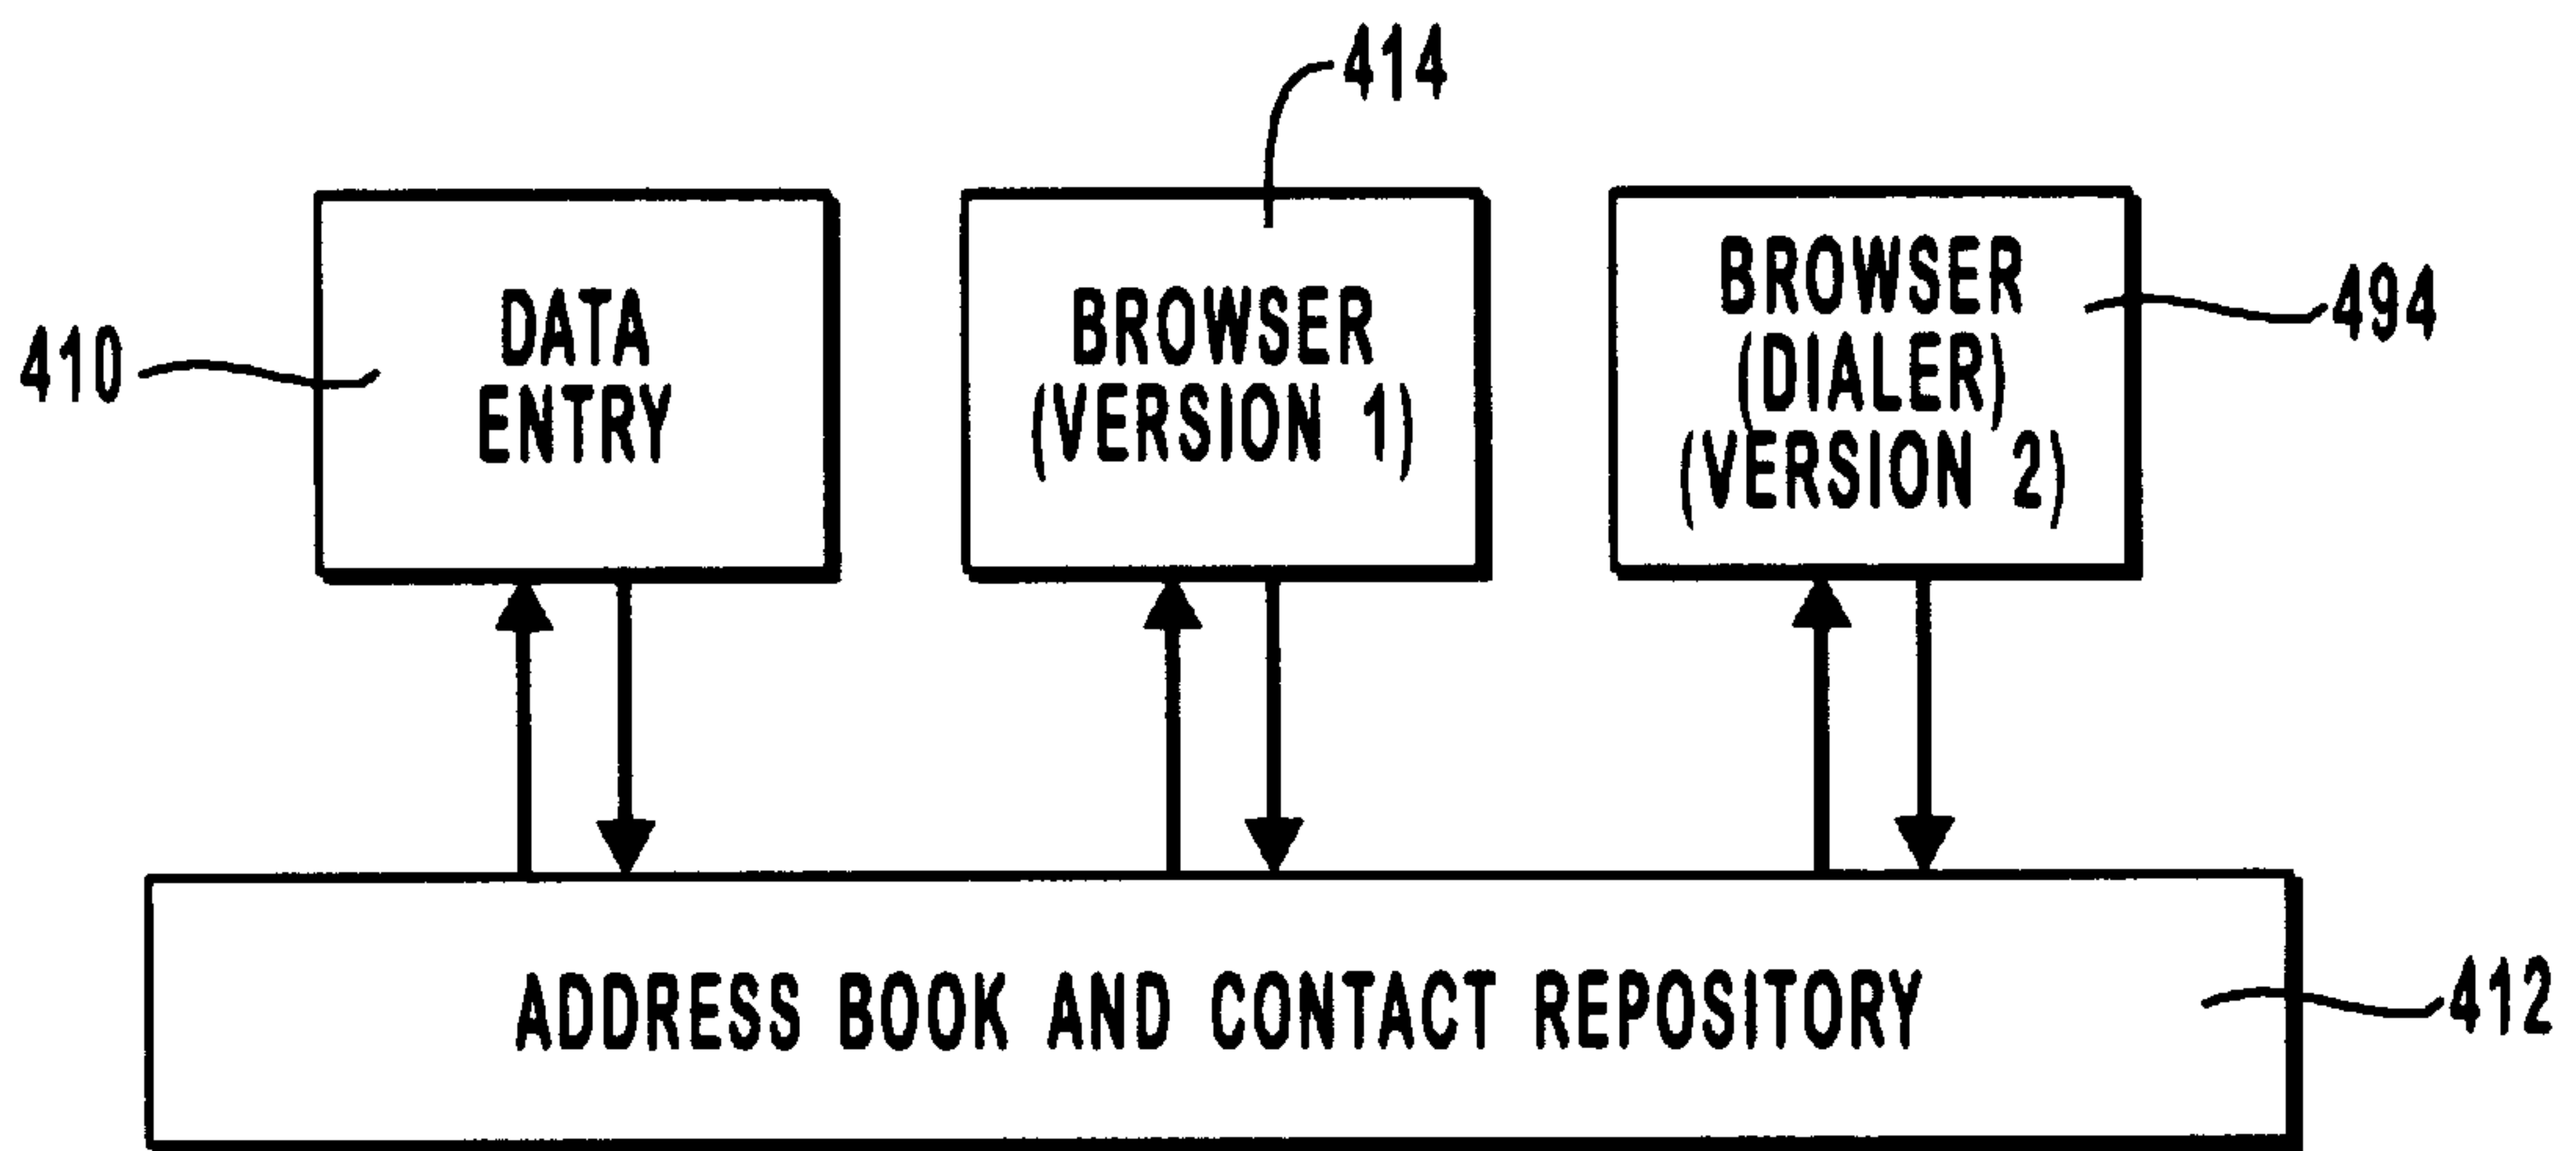 414
410
DATA
ENTRY
BROWSER
(VERSION 1)
BROWSER
(DIALER)
(VERSION 2)
494
ADDRESS BOOK AND CONTACT REPOSITORY
412